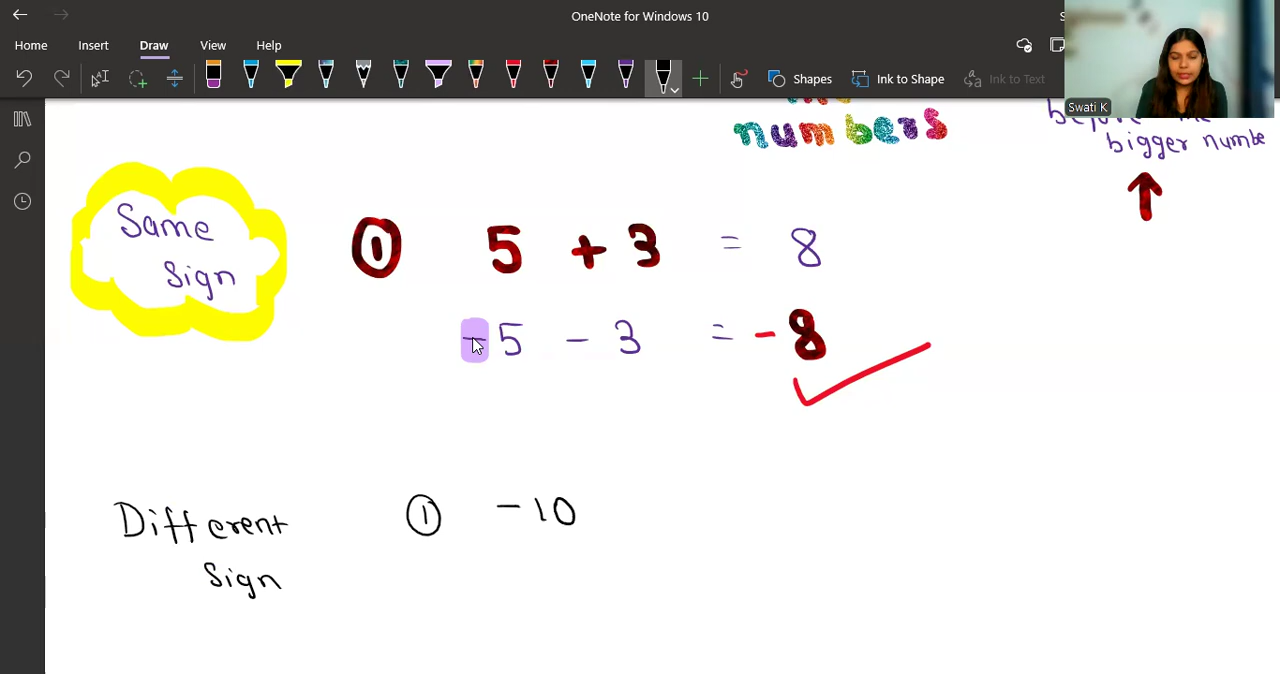 OneNote for Windows 10
Home Insert Draw View Help
Shapes Ink to Shape Ink to Text
Swati K
numbers
bigger numbe
Same
Sign
① 5 + 3 = 8
- 5 - 3 = - 8
Different
Sign
① - 10